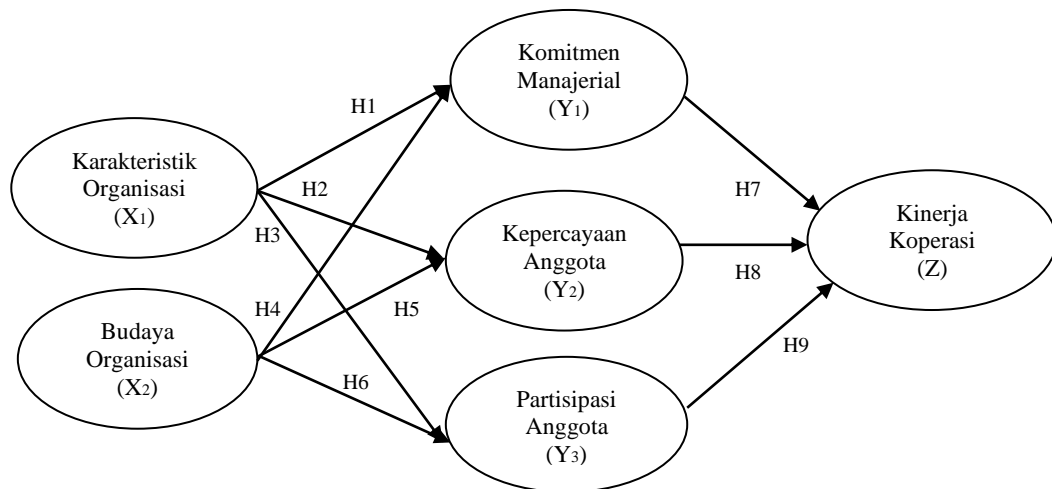 Komitmen
Manajerial
(Y1)
H1
Karakteristik
Organisasi
(X1)
H2
H7
Kinerja
Koperasi
(Z)
H3
Kepercayaan
Anggota
(Y2)
H8
H4
H5
Budaya
Organisasi
(X2)
H9
H6
Partisipasi
Anggota
(Y3)